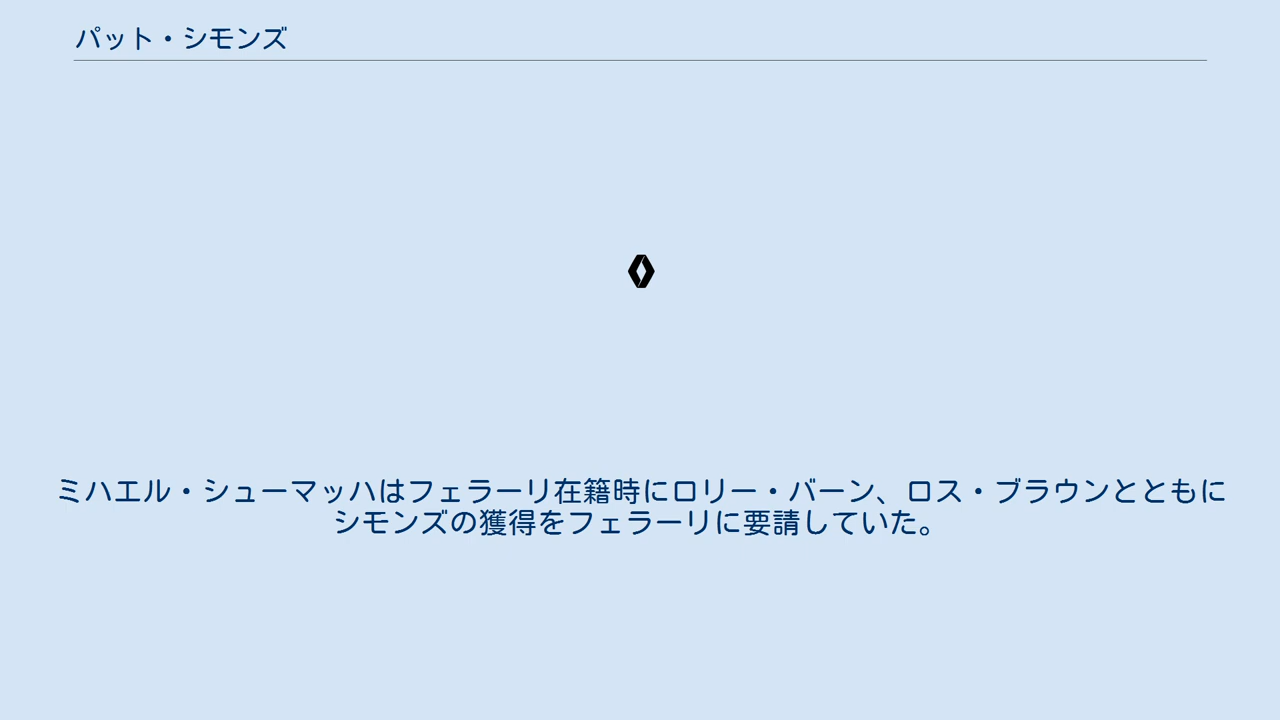 パット・シモンズ
ミハエル・シューマッハはフェラーリ在籍時にロリー・バーン、ロス・ブラウンとともに
シモンズの獲得をフェラーリに要請していた。